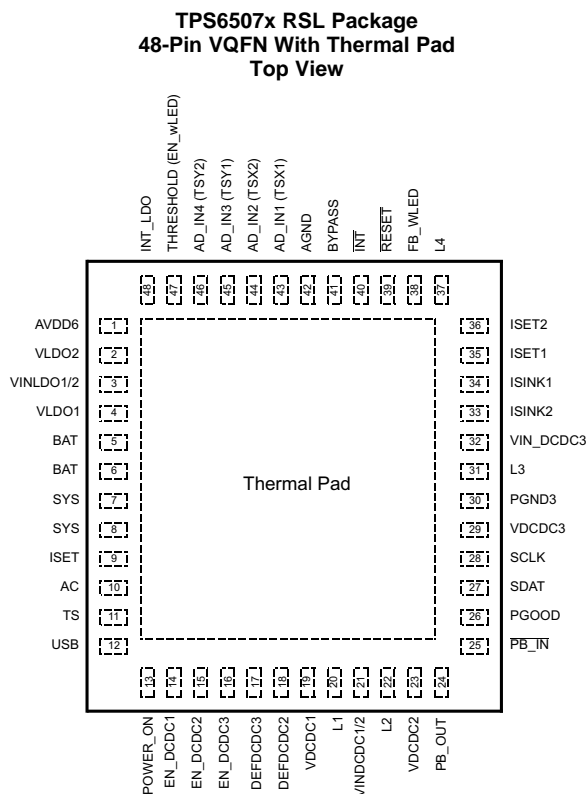 TPS6507x RSL Package
48-Pin VQFN With Thermal Pad
Top View
INT_LDO
THRESHOLD (EN_wLED)
AD_IN4 (TSY2)
AD_IN3 (TSY1)
AD_IN2 (TSX2)
AD_IN1 (TSX1)
AGND
BYPASS
INT
RESET
FB_WLED
L4
48
47
46
45
44
43
42
41
40
39
38
37
AVDD6 1
VLDO2 2
VINLDO1/2 3
VLDO1 4
BAT 5
BAT 6
SYS 7
SYS 8
ISET 9
AC 10
TS 11
USB 12
Thermal Pad
36 ISET2
35 ISET1
34 ISINK1
33 ISINK2
32 VIN_DCDC3
31 L3
30 PGND3
29 VDCDC3
28 SCLK
27 SDAT
26 PGOOD
25 PB_IN
13
14
15
16
17
18
19
20
21
22
23
24
POWER_ON
EN_DCDC1
EN_DCDC2
EN_DCDC3
DEFDCDC3
DEFDCDC2
VDCDC1
L1
VINDCDC1/2
L2
VDCDC2
PB_OUT